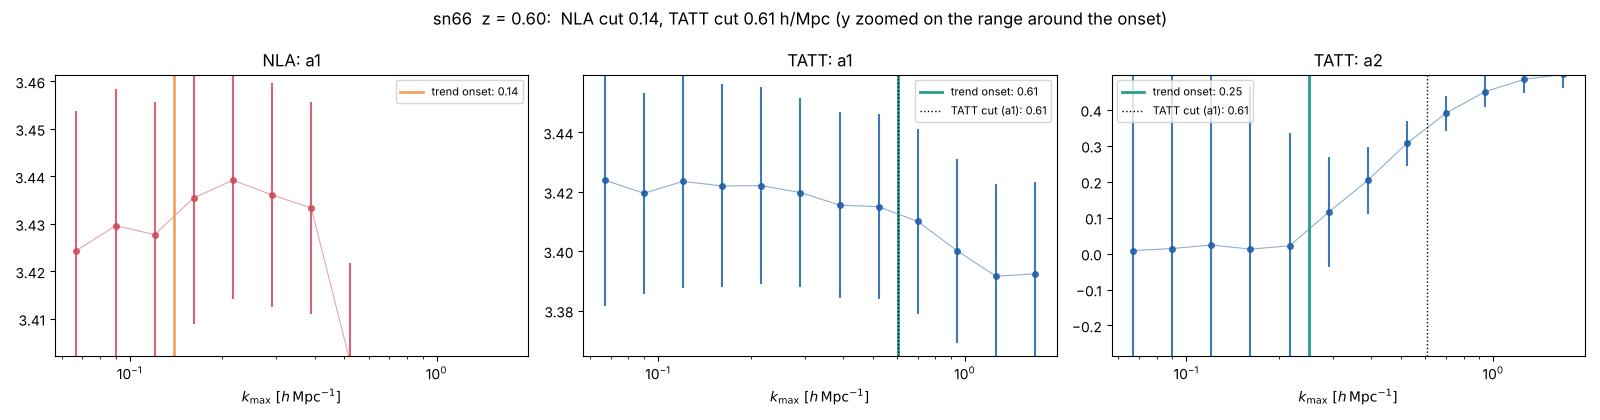 sn66  z = 0.60:  NLA cut 0.14, TATT cut 0.61 h/Mpc (y zoomed on the range around the onset)
NLA: a1
trend onset: 0.14
3.46
3.45
3.44
3.43
3.42
3.41
10⁻¹
10⁰
k_max [h Mpc⁻¹]
TATT: a1
trend onset: 0.61
TATT cut (a1): 0.61
3.44
3.42
3.40
3.38
10⁻¹
10⁰
k_max [h Mpc⁻¹]
TATT: a2
trend onset: 0.25
TATT cut (a1): 0.61
0.4
0.3
0.2
0.1
0.0
−0.1
−0.2
10⁻¹
10⁰
k_max [h Mpc⁻¹]